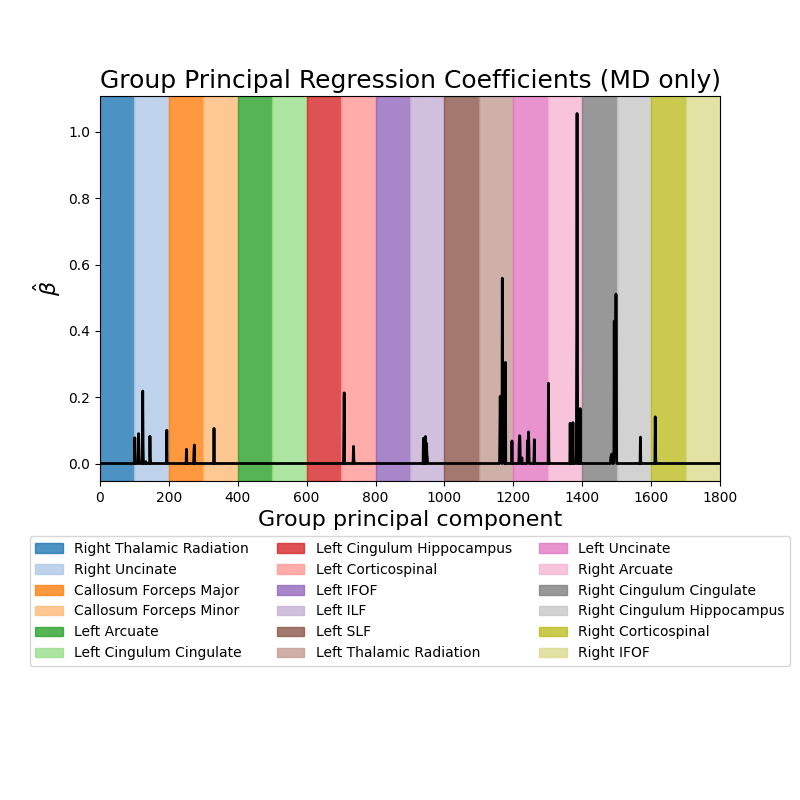 Group Principal Regression Coefficients (MD only)
1.0
0.8
0.6
0.4
0.2
0.0
β̂
0 200 400 600 800 1000 1200 1400 1600 1800
Group principal component
Right Thalamic Radiation Left Cingulum Hippocampus Left Uncinate
Right Uncinate Left Corticospinal Right Arcuate
Callosum Forceps Major Left IFOF Right Cingulum Cingulate
Callosum Forceps Minor Left ILF Right Cingulum Hippocampus
Left Arcuate Left SLF Right Corticospinal
Left Cingulum Cingulate Left Thalamic Radiation Right IFOF